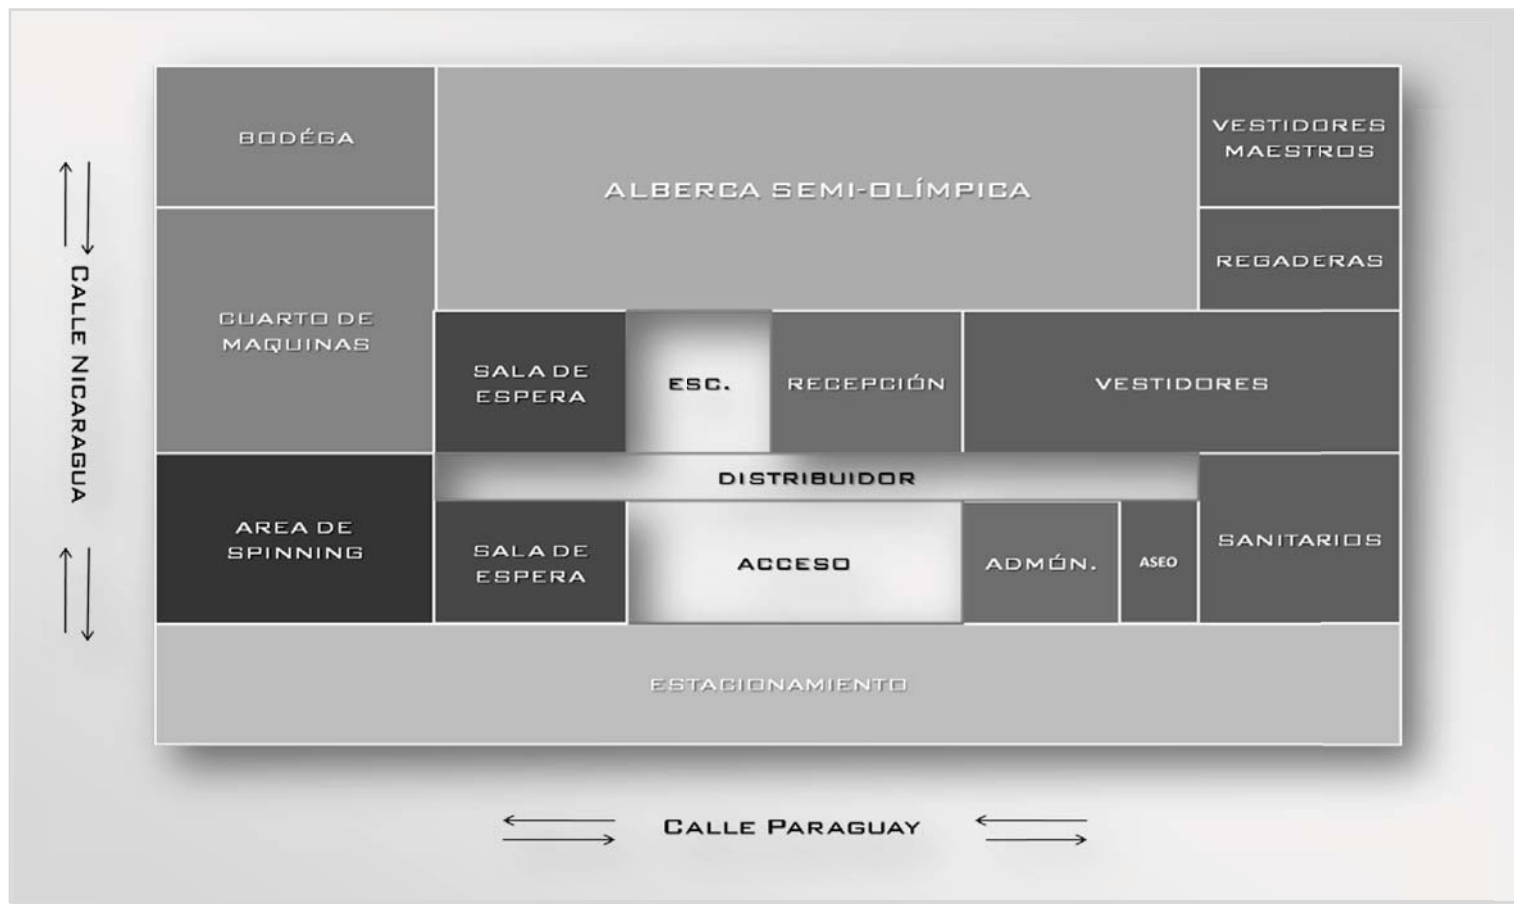 BODÉGA
ALBERCA SEMI-OLÍMPICA
VESTIDORES
MAESTROS
REGADERAS
CALLE NICARAGUA
CUARTO DE
MAQUINAS
SALA DE
ESPERA
ESC.
RECEPCIÓN
VESTIDORES
DISTRIBUIDOR
AREA DE
SPINNING
SALA DE
ESPERA
ACCESO
ADMÓN.
ASEO
SANITARIOS
ESTACIONAMIENTO
CALLE PARAGUAY